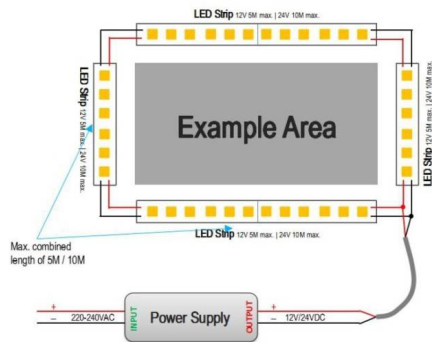 LED Strip 12V 5M max. | 24V 10M max.
LED Strip 12V 5M max. | 24V 10M max.
Example Area
LED Strip 12V 5M max. | 24V 10M max.
LED Strip 12V 5M max. | 24V 10M max.
Max. combined
length of 5M / 10M
+ 220-240VAC −
INPUT
Power Supply
OUTPUT
+ 12V/24VDC −